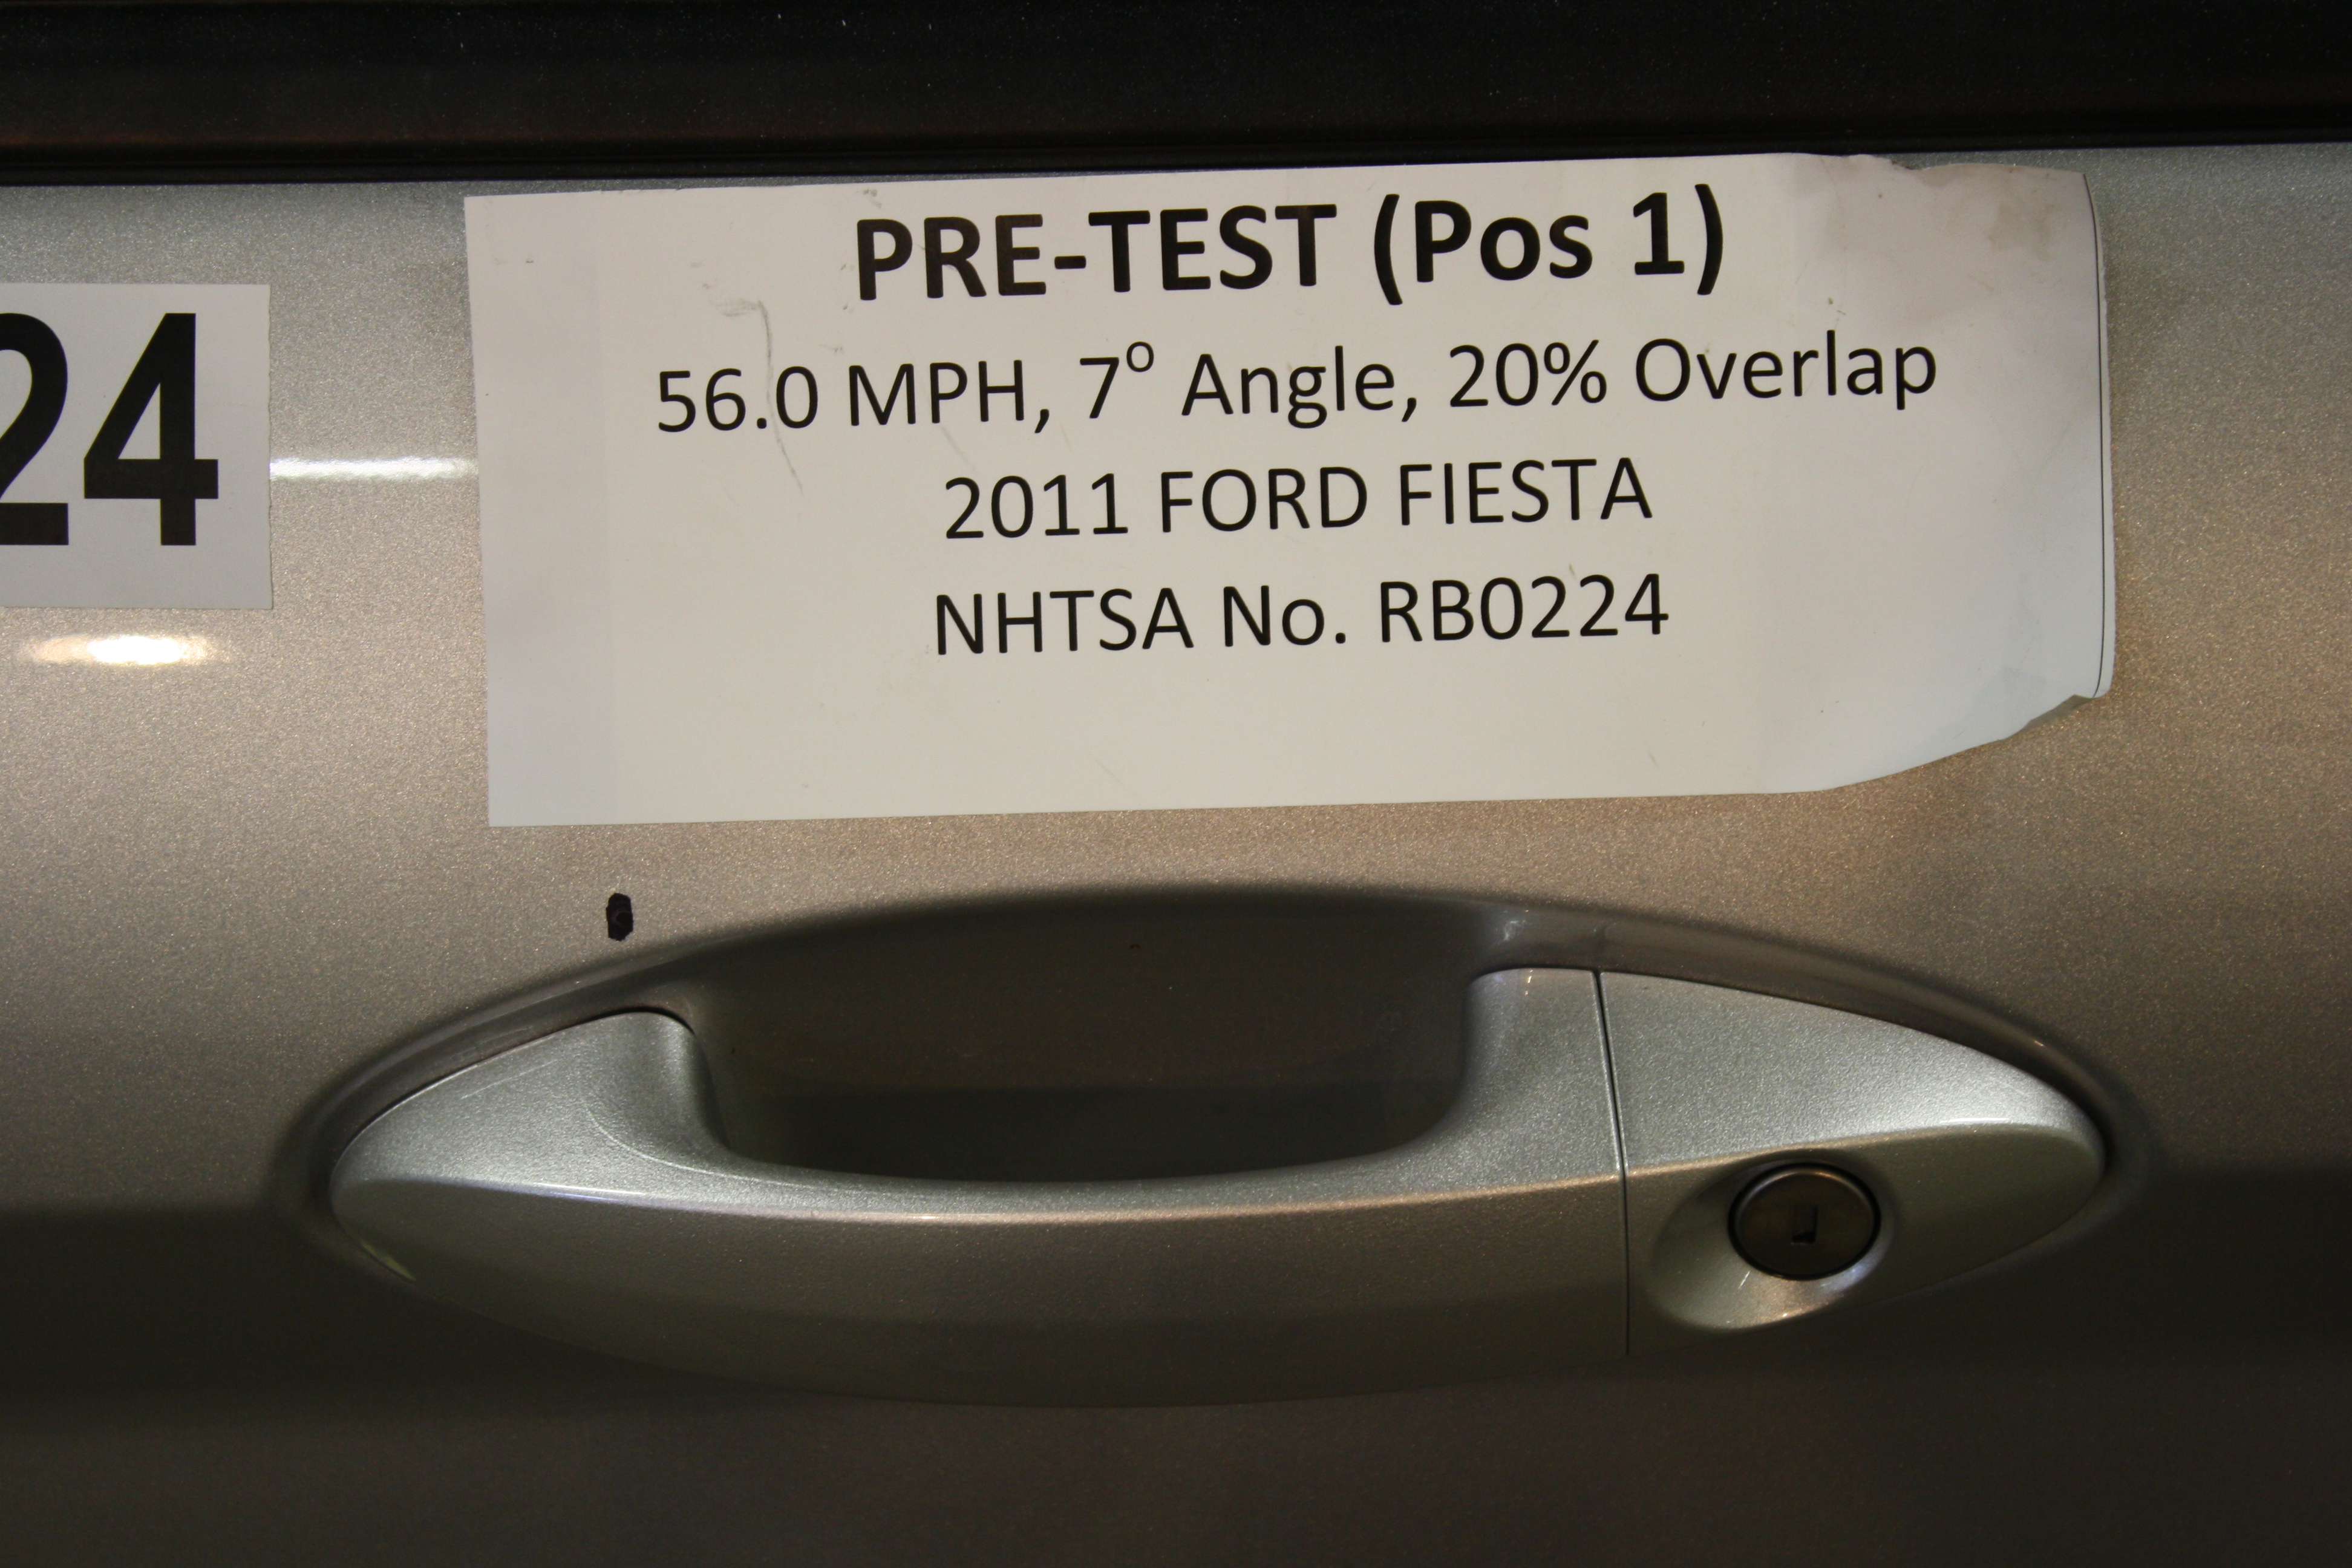 PRE-TEST (Pos 1)
56.0 MPH, 7° Angle, 20% Overlap
2011 FORD FIESTA
NHTSA No. RB0224
24